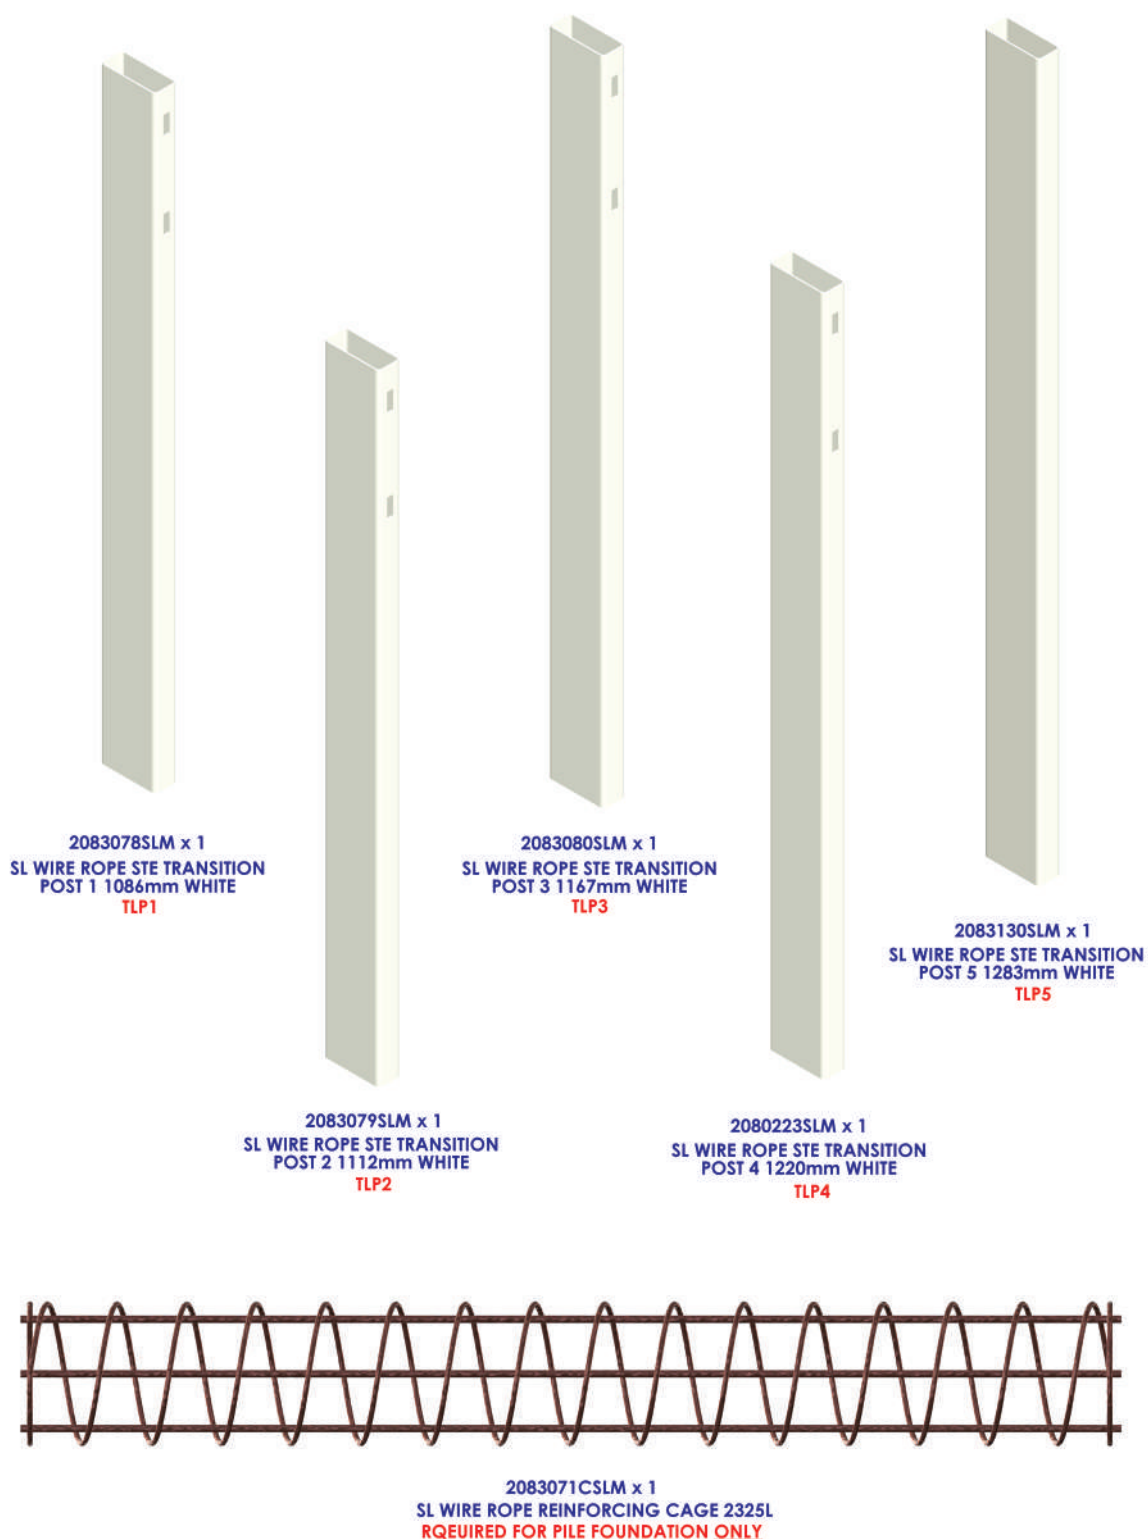 2083078SLM x 1
SL WIRE ROPE STE TRANSITION
POST 1 1086mm WHITE
TLP1
2083080SLM x 1
SL WIRE ROPE STE TRANSITION
POST 3 1167mm WHITE
TLP3
2083130SLM x 1
SL WIRE ROPE STE TRANSITION
POST 5 1283mm WHITE
TLP5
2083079SLM x 1
SL WIRE ROPE STE TRANSITION
POST 2 1112mm WHITE
TLP2
2080223SLM x 1
SL WIRE ROPE STE TRANSITION
POST 4 1220mm WHITE
TLP4
2083071CSLM x 1
SL WIRE ROPE REINFORCING CAGE 2325L
RQEUIRED FOR PILE FOUNDATION ONLY